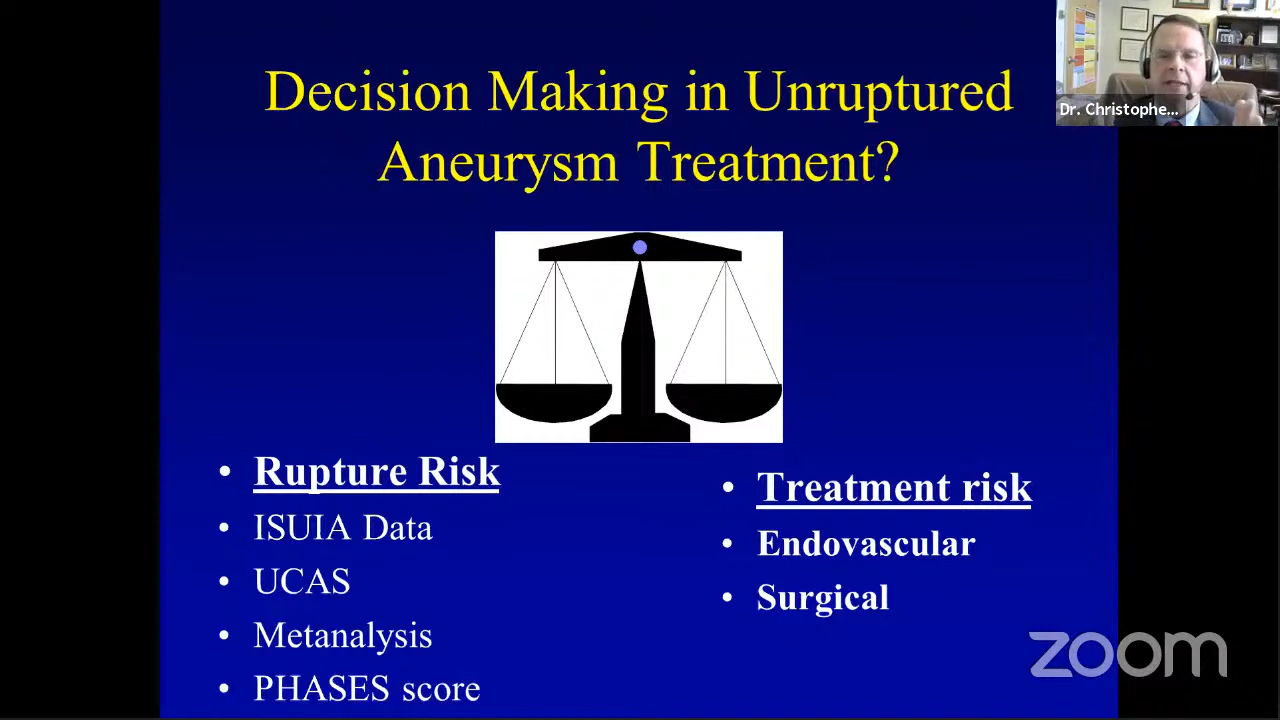 Decision Making in Unruptured
Aneurysm Treatment?
Dr. Christophe...
• Rupture Risk
• ISUIA Data
• UCAS
• Metanalysis
• PHASES score
• Treatment risk
• Endovascular
• Surgical
zoom